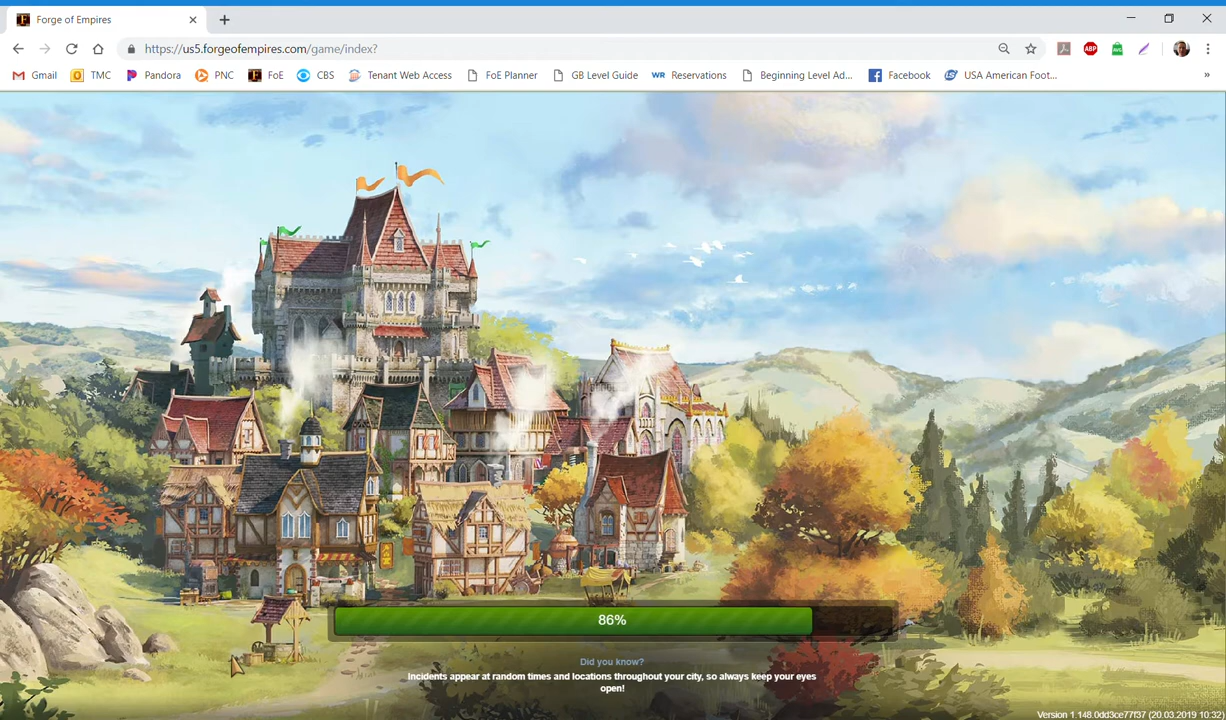 Forge of Empires
https://us5.forgeofempires.com/game/index?
ABP
Gmail TMC Pandora PNC FoE CBS Tenant Web Access FoE Planner GB Level Guide WR Reservations Beginning Level Ad... Facebook USA American Foot... »
86%
Did you know?
Incidents appear at random times and locations throughout your city, so always keep your eyes
open!
Version 1.148.0dd3ce77f37 (20.03.2019 10:32)